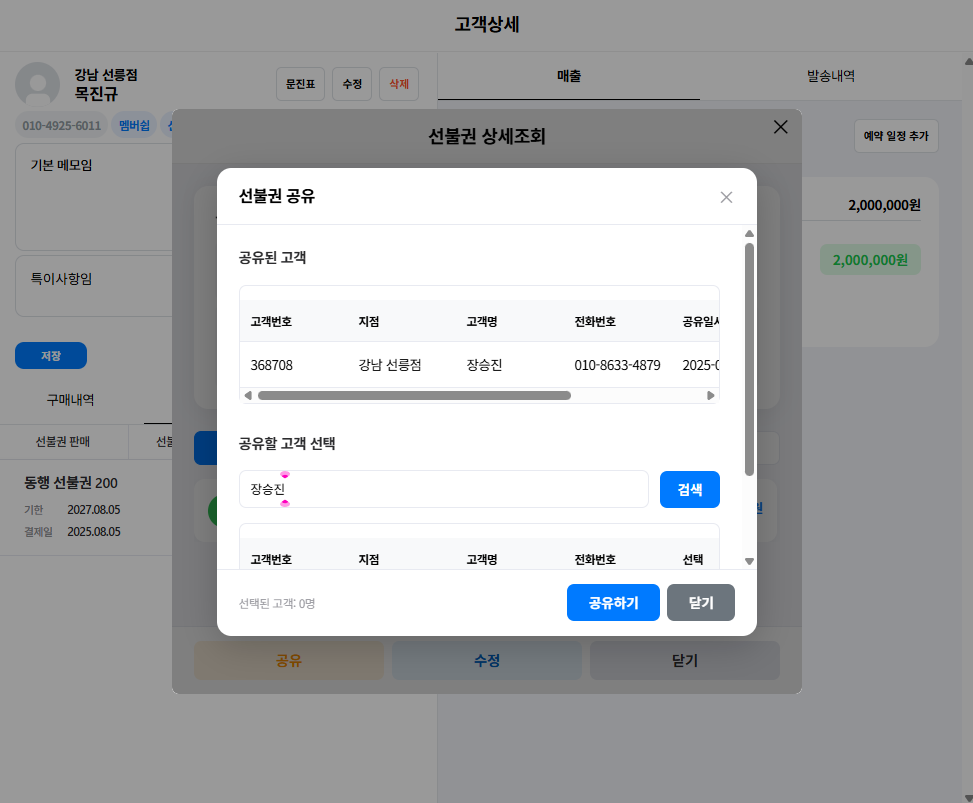 고객상세
강남 선릉점
목진규
문진표
수정
삭제
매출
발송내역
010-4925-6011
멤버쉽
기본 메모임
특이사항임
저장
구매내역
선불권 판매
동행 선불권 200
기한 2027.08.05
결제일 2025.08.05
예약 일정 추가
2,000,000원
2,000,000원
선불권 상세조회
선불권 공유
공유된 고객
고객번호 지점 고객명 전화번호 공유일시
368708 강남 선릉점 장승진 010-8633-4879 2025-0
공유할 고객 선택
장승진
검색
고객번호 지점 고객명 전화번호 선택
선택된 고객: 0명
공유하기
닫기
공유
수정
닫기